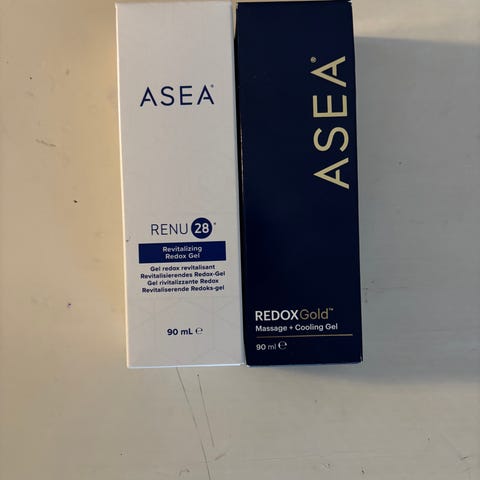 ASEA®
RENU 28®
Revitalizing
Redox Gel
Gel redox revitalisant
Revitalisierendes Redox-Gel
Gel rivitalizzante Redox
Revitaliserende Redoks-gel
90 mL ℮
ASEA®
REDOXGold™
Massage + Cooling Gel
90 ml ℮